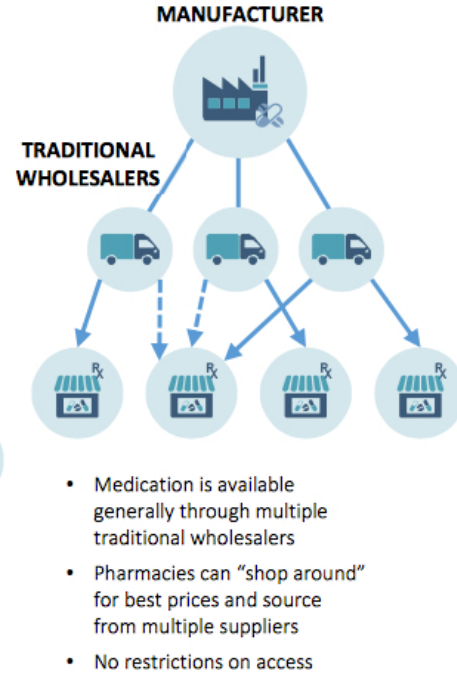 MANUFACTURER
TRADITIONAL
WHOLESALERS
Rx
Rx
Rx
Rx
• Medication is available
generally through multiple
traditional wholesalers
• Pharmacies can “shop around”
for best prices and source
from multiple suppliers
• No restrictions on access